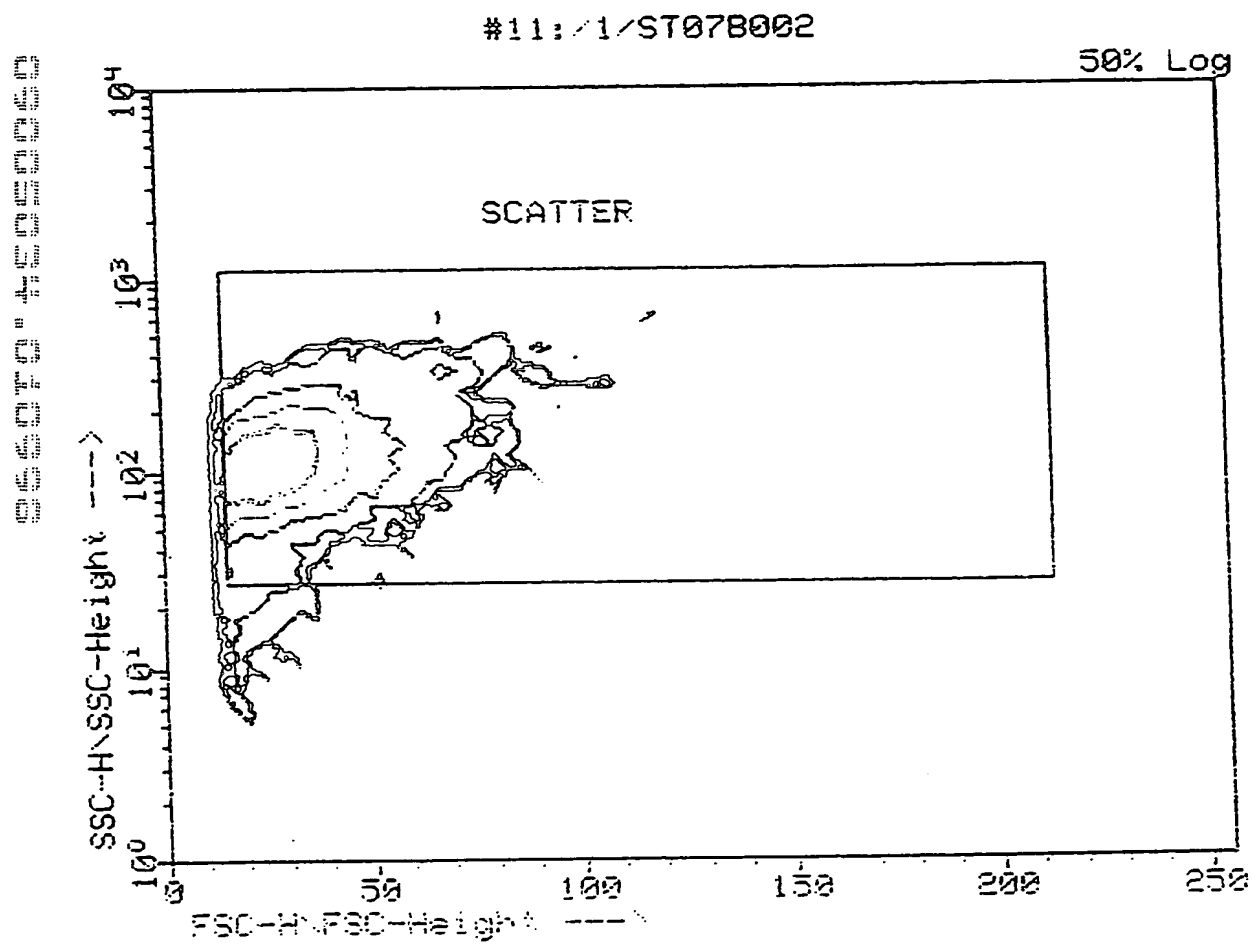 #11:/1/ST07B002
50% Log
SCATTER
10⁴
10³
10²
10¹
10⁰
SSC-H\SSC-Height --->
0 50 100 150 200 250
FSC-H\FSC-Height --->